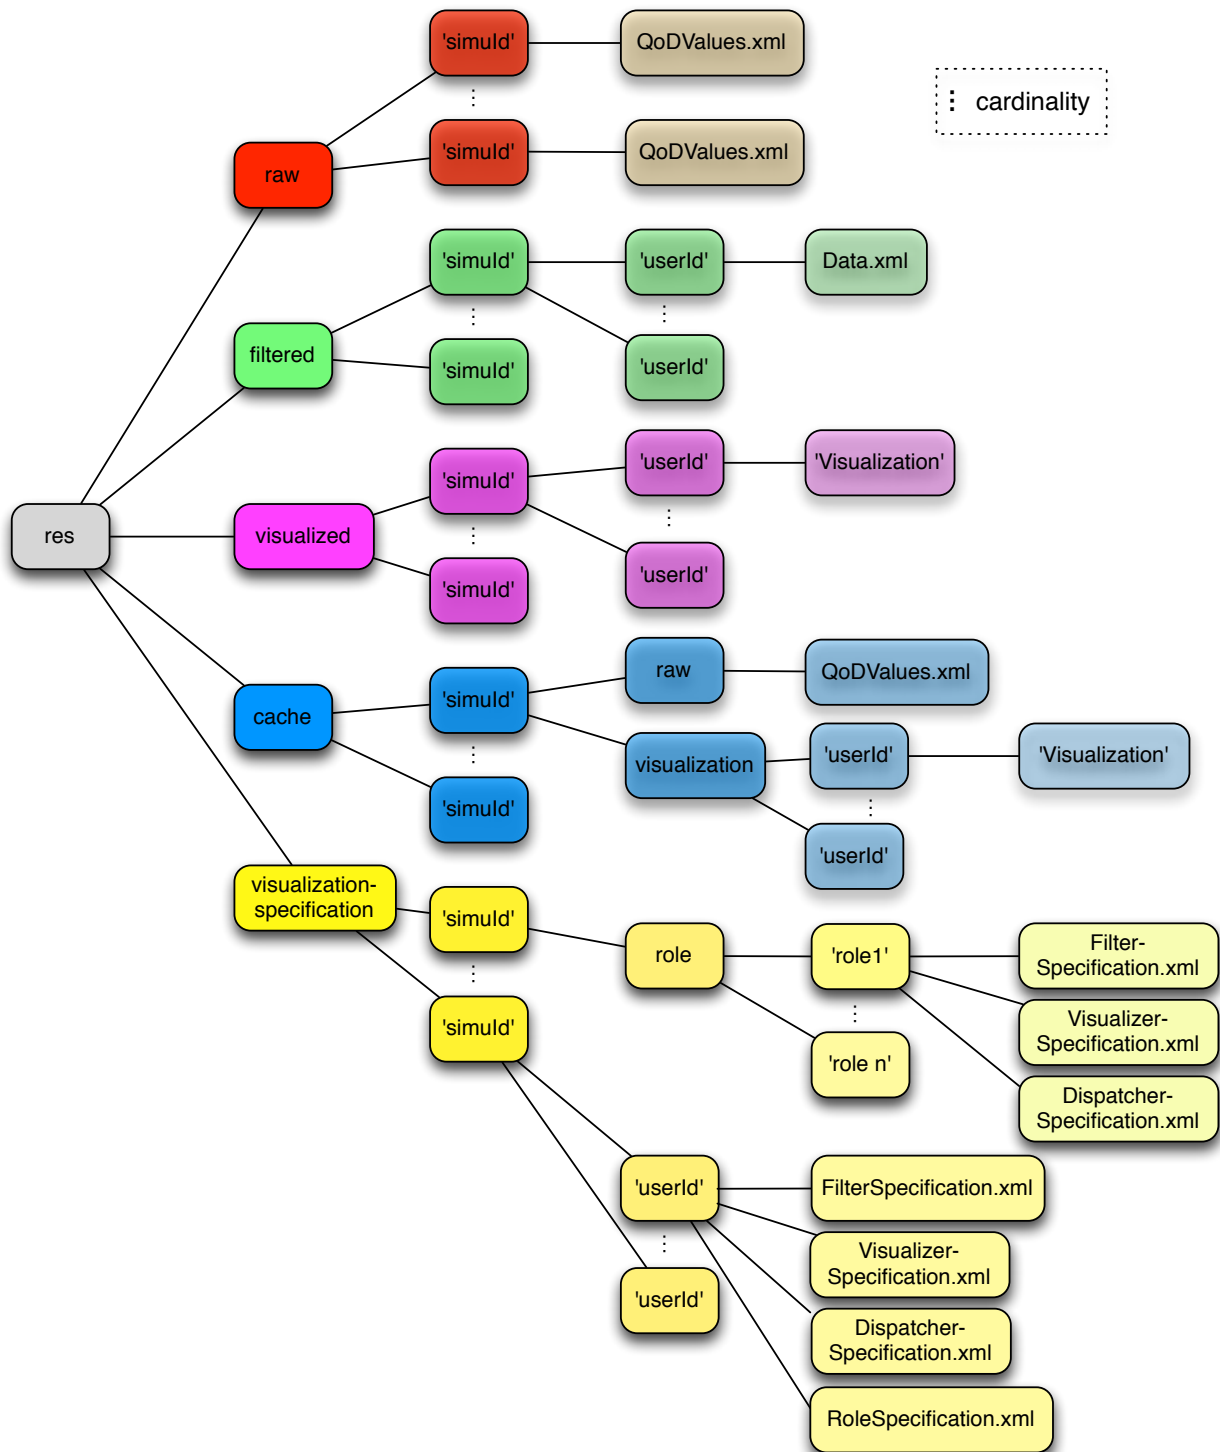 'simuId'
QoDValues.xml
⋮ cardinality
raw
'simuId'
QoDValues.xml
'simuId'
'userId'
Data.xml
filtered
'simuId'
'userId'
'simuId'
'userId'
'Visualization'
res
visualized
'simuId'
'userId'
'simuId'
raw
QoDValues.xml
cache
visualization
'userId'
'Visualization'
'simuId'
'userId'
visualization-
specification
'simuId'
role
'role1'
Filter-
Specification.xml
'simuId'
Visualizer-
Specification.xml
'role n'
Dispatcher-
Specification.xml
'userId'
FilterSpecification.xml
Visualizer-
Specification.xml
'userId'
Dispatcher-
Specification.xml
RoleSpecification.xml